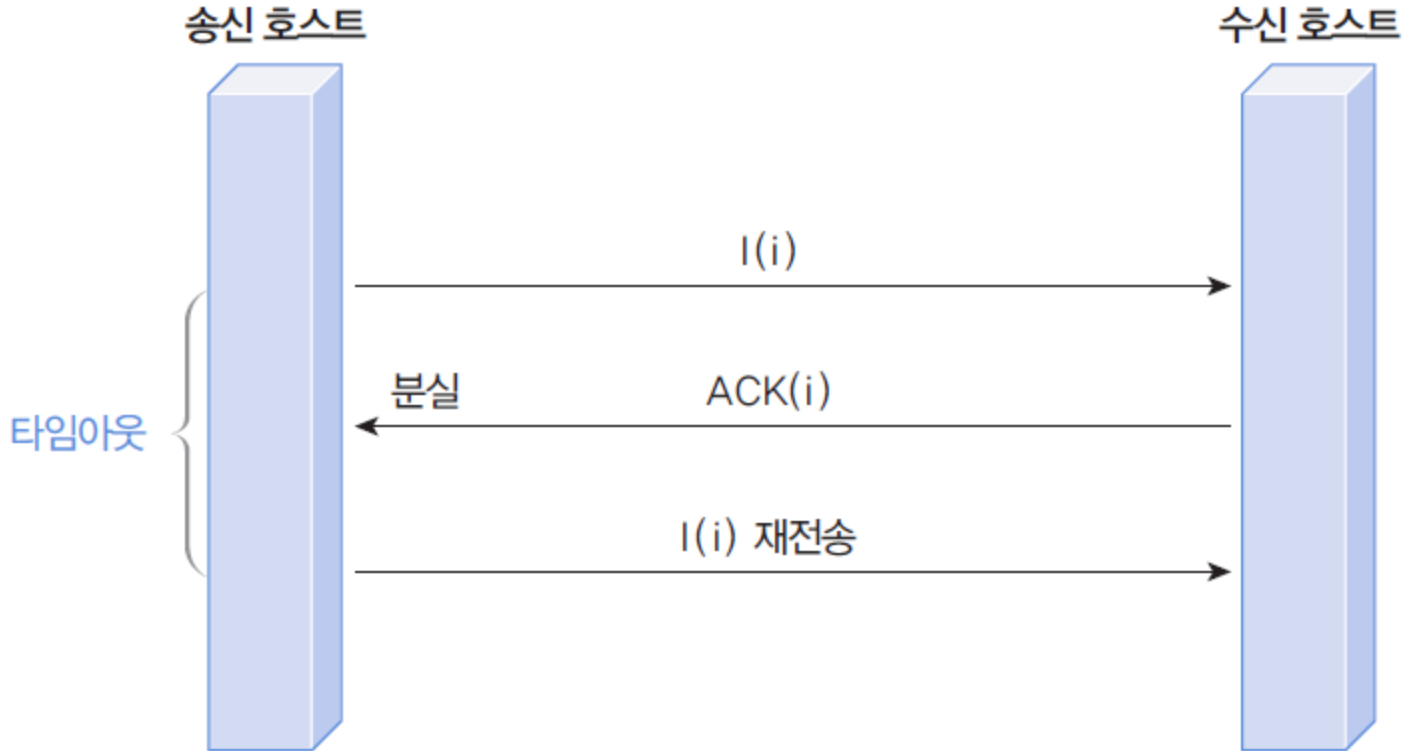 송신 호스트
수신 호스트
I(i)
분실
ACK(i)
타임아웃
I(i) 재전송